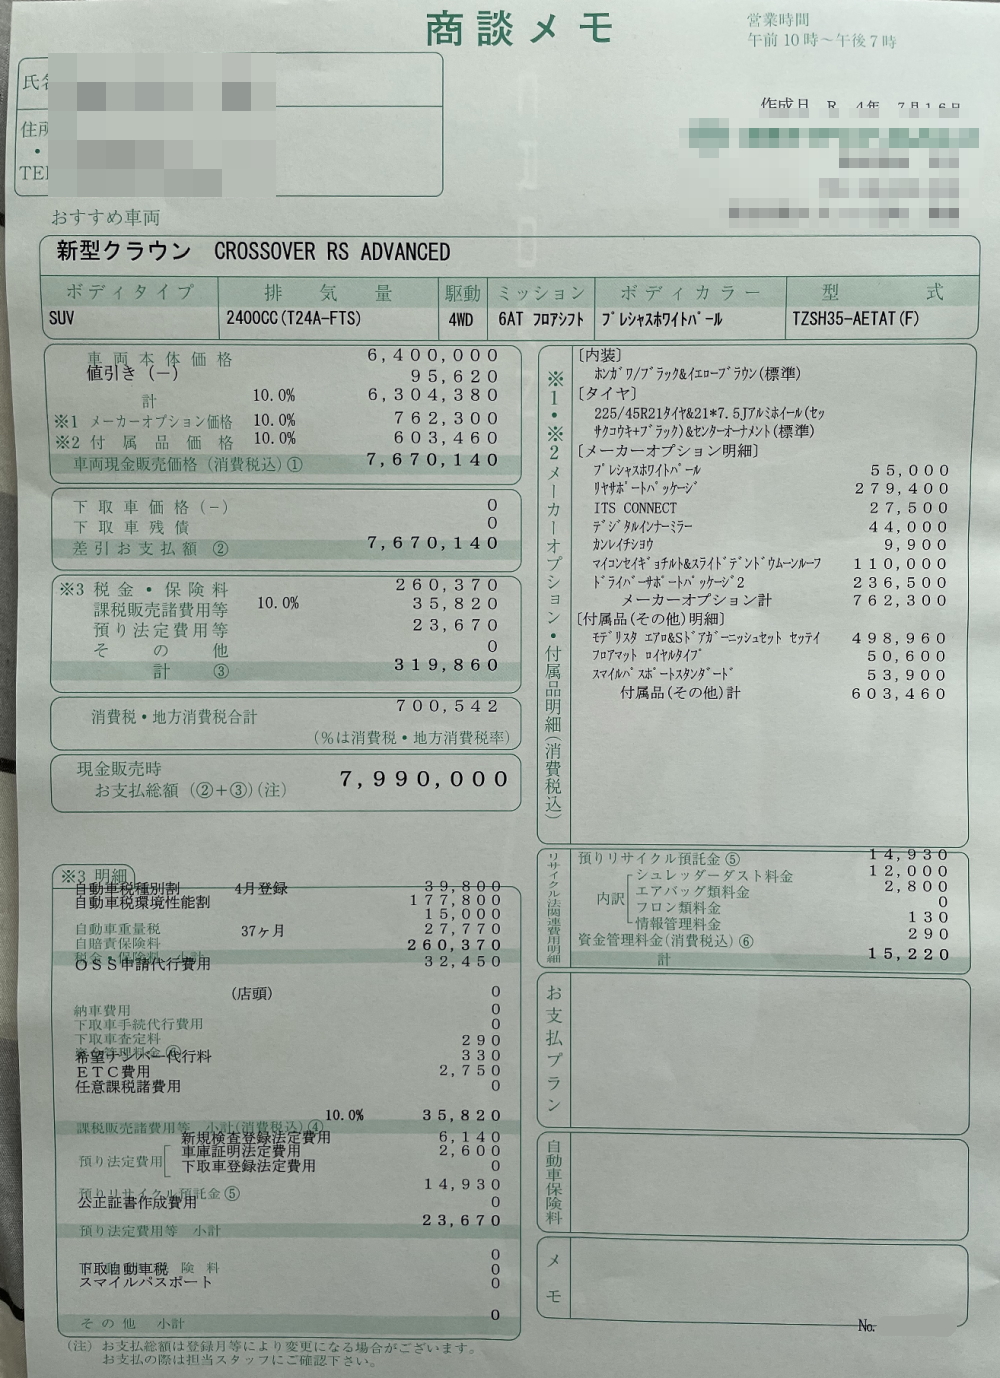 商談メモ
営業時間
午前10時～午後7時
氏名
住所
・
TEL
作成日 R 4年 7月16日
おすすめ車両
新型クラウン CROSSOVER RS ADVANCED
ボディタイプ 排気量 駆動 ミッション ボディカラー 型式
SUV 2400CC(T24A-FTS) 4WD 6AT フロアシフト プレシャスホワイトパール TZSH35-AETAT(F)
車両本体価格 6,400,000
値引き (－) 95,620
計 10.0% 6,304,380
※1 メーカーオプション価格 10.0% 762,300
※2 付属品価格 10.0% 603,460
車両現金販売価格 (消費税込) ① 7,670,140
下取車価格(－) 0
下取車残債 0
差引お支払額 ② 7,670,140
※3 税金・保険料 260,370
課税販売諸費用等 10.0% 35,820
預り法定費用等 23,670
その他 0
計 ③ 319,860
消費税・地方消費税合計 700,542
(％は消費税・地方消費税率)
現金販売時
お支払総額 (②＋③)(注) 7,990,000
※3 明細
自動車税種別割 4月登録 39,800
自動車税環境性能割 177,800
自動車重量税 15,000
自賠責保険料 37ヶ月 27,770
税金・保険料 小計 260,370
OSS申請代行費用 32,450
(店頭) 0
納車費用 0
下取車手続代行費用 0
下取車査定料 0
資金管理料金⑥ 290
希望ナンバー代行料 330
ETC費用 2,750
任意課税諸費用 0
課税販売諸費用等 小計(消費税込)④ 10.0% 35,820
預り法定費用 新規検査登録法定費用 6,140
車庫証明法定費用 2,600
下取車登録法定費用 0
預りリサイクル預託金⑤ 14,930
公正証書作成費用 0
預り法定費用等 小計 23,670
0
下取自動車税 0
スマイルパスポート 0
その他 小計 0
(注) お支払総額は登録月等により変更になる場合がございます。
お支払の際は担当スタッフにご確認下さい。
※1・※2メーカーオプション・付属品明細(消費税込)
[内装]
ホンガワ/ブラック&イエローブラウン(標準)
[タイヤ]
225/45R21タイヤ&21*7.5Jアルミホイール(セッ
サクコウキ+ブラック)&センターオーナメント(標準)
[メーカーオプション明細]
プレシャスホワイトパール 55,000
リヤサポートパッケージ 279,400
ITS CONNECT 27,500
デジタルインナーミラー 44,000
カンレイチショウ 9,900
マイコンセイギョチルト&スライドデンドウムーンルーフ 110,000
ドライバーサポートパッケージ2 236,500
メーカーオプション計 762,300
[付属品(その他)明細]
モデリスタ エアロ&Sドアガーニッシュセット セッテイ 498,960
フロアマット ロイヤルタイプ 50,600
スマイルパスポートスタンダード 53,900
付属品(その他)計 603,460
リサイクル法関連費用明細
預りリサイクル預託金⑤ 14,930
内訳 シュレッダーダスト料金 12,000
エアバッグ類料金 2,800
フロン類料金 0
情報管理料金 130
資金管理料金(消費税込)⑥ 290
計 15,220
お支払プラン
自動車保険料
メモ
No.